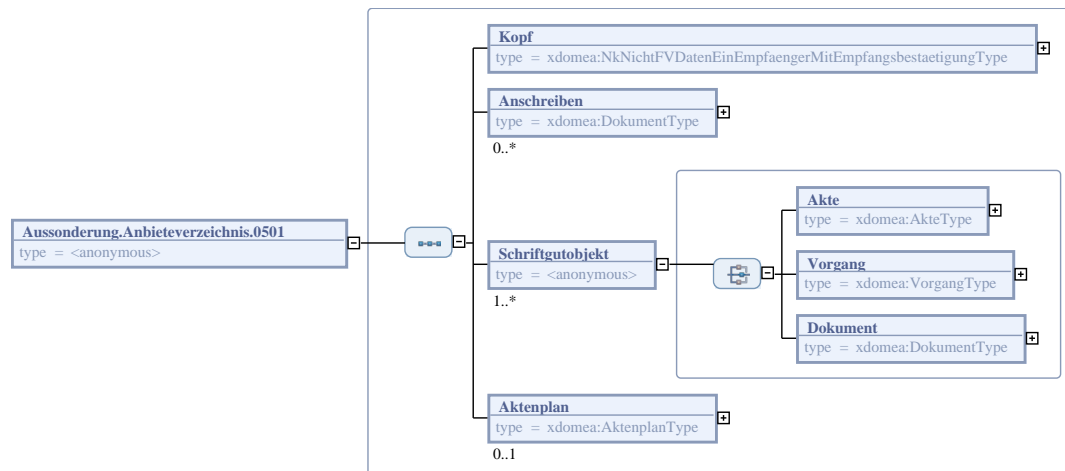 Kopf
type = xdomea:NkNichtFVDatenEinEmpfaengerMitEmpfangsbestaetigungType
Anschreiben
type = xdomea:DokumentType
0..*
Aussonderung.Anbieteverzeichnis.0501
type = <anonymous>
Schriftgutobjekt
type = <anonymous>
1..*
Akte
type = xdomea:AkteType
Vorgang
type = xdomea:VorgangType
Dokument
type = xdomea:DokumentType
Aktenplan
type = xdomea:AktenplanType
0..1